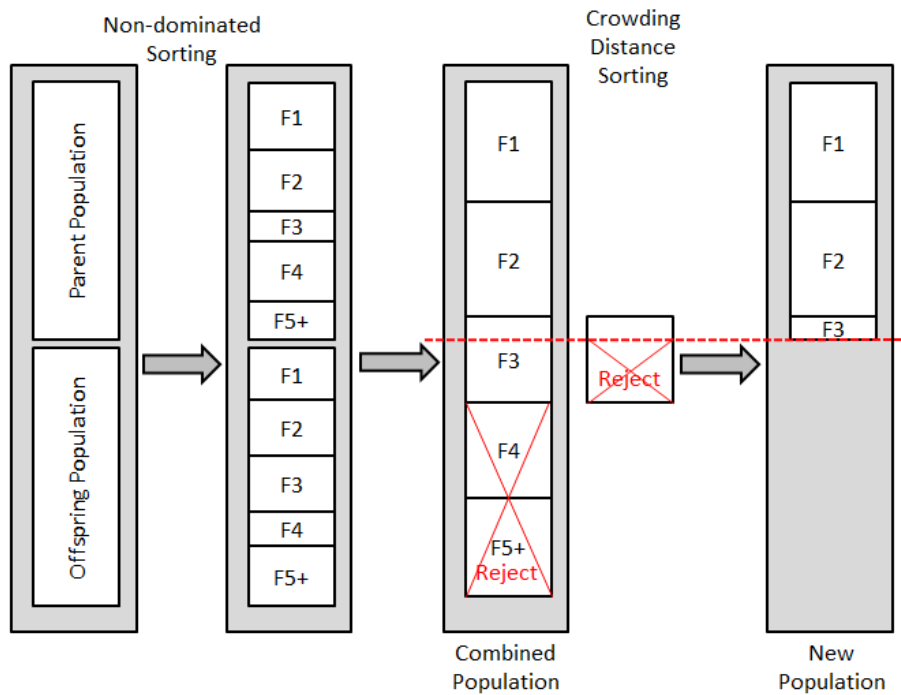 Non-dominated
Sorting
Crowding
Distance
Sorting
Parent Population
Offspring Population
F1
F2
F3
F4
F5+
F1
F2
F3
F4
F5+
F1
F2
F3
F4
F5+
Reject
Combined
Population
Reject
F1
F2
F3
New
Population